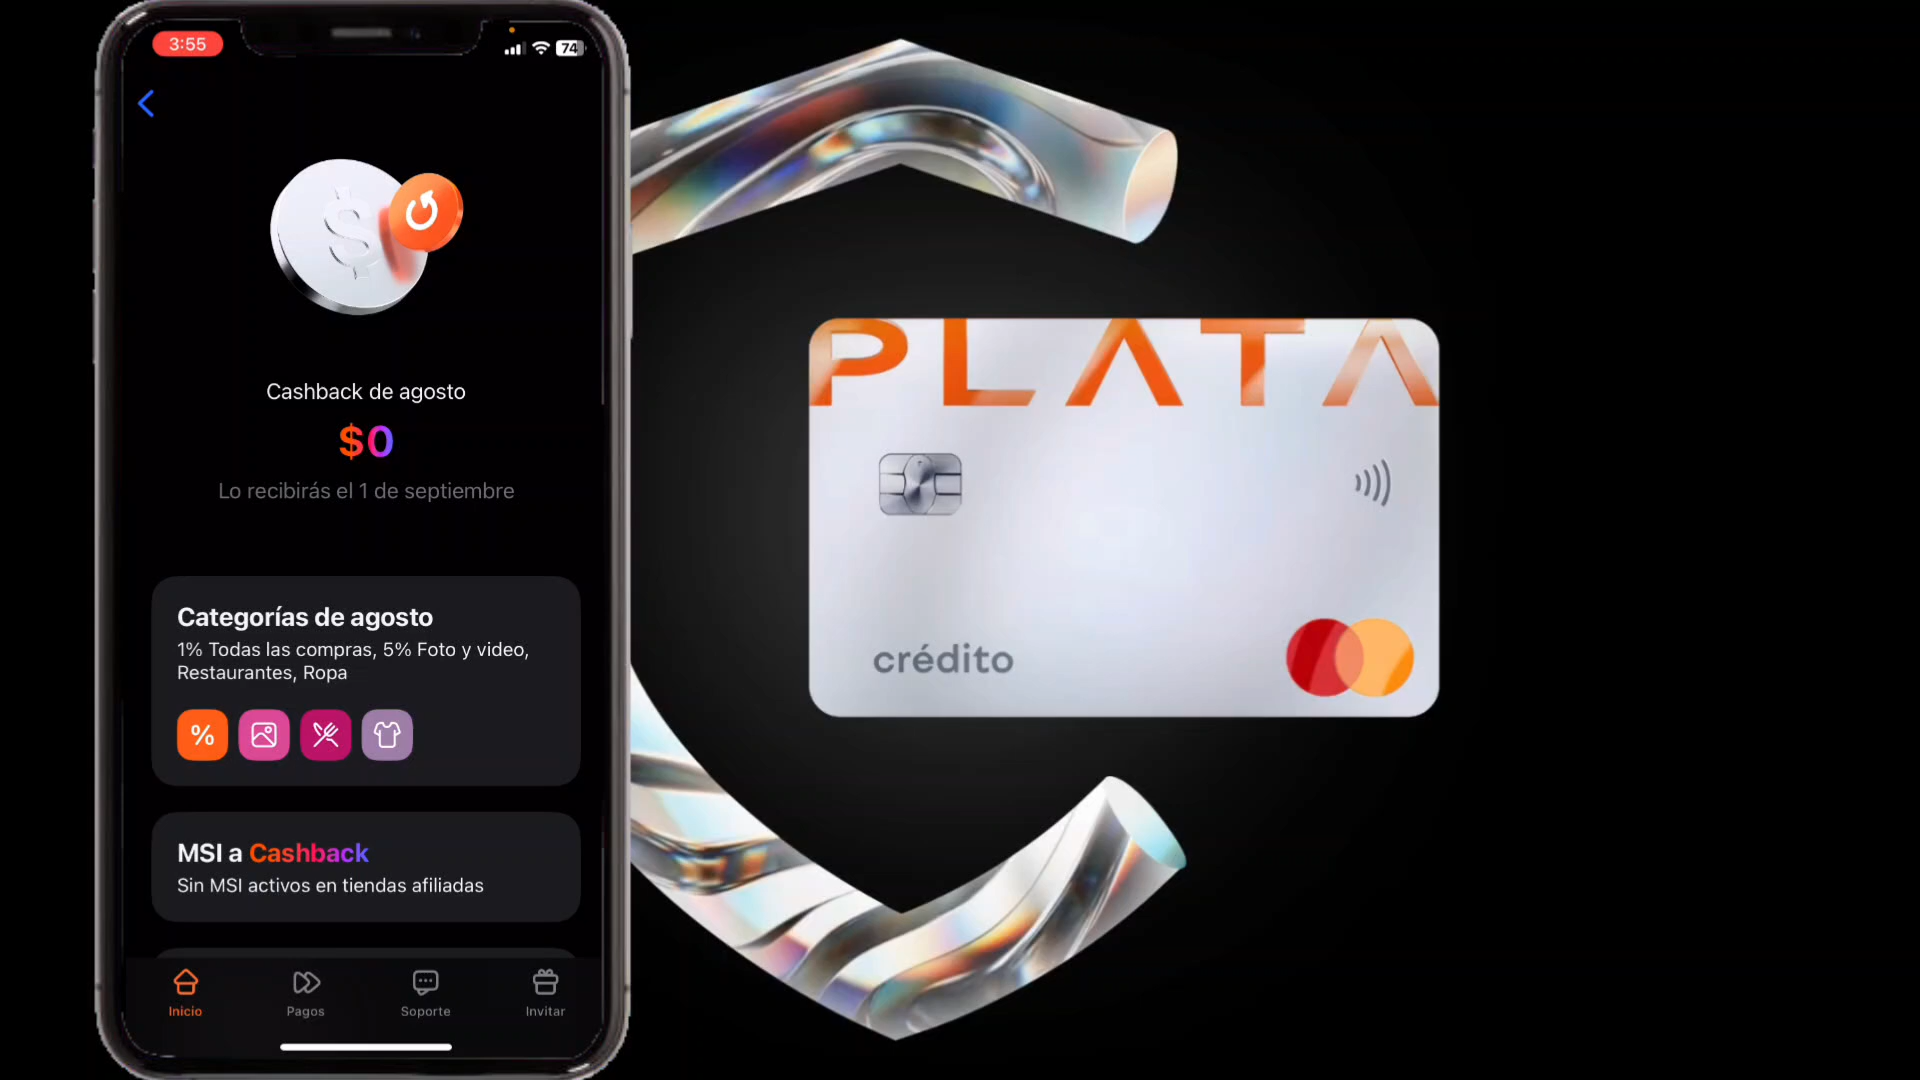 3:55
74
Cashback de agosto
$0
Lo recibirás el 1 de septiembre
Categorías de agosto
1% Todas las compras, 5% Foto y video,
Restaurantes, Ropa
%
MSI a Cashback
Sin MSI activos en tiendas afiliadas
Inicio
Pagos
Soporte
Invitar
PLATA
crédito